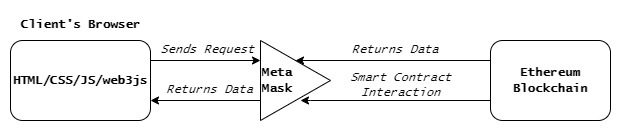 Client's Browser
HTML/CSS/JS/web3js
Sends Request
Returns Data
Meta
Mask
Returns Data
Smart Contract
Interaction
Ethereum
Blockchain